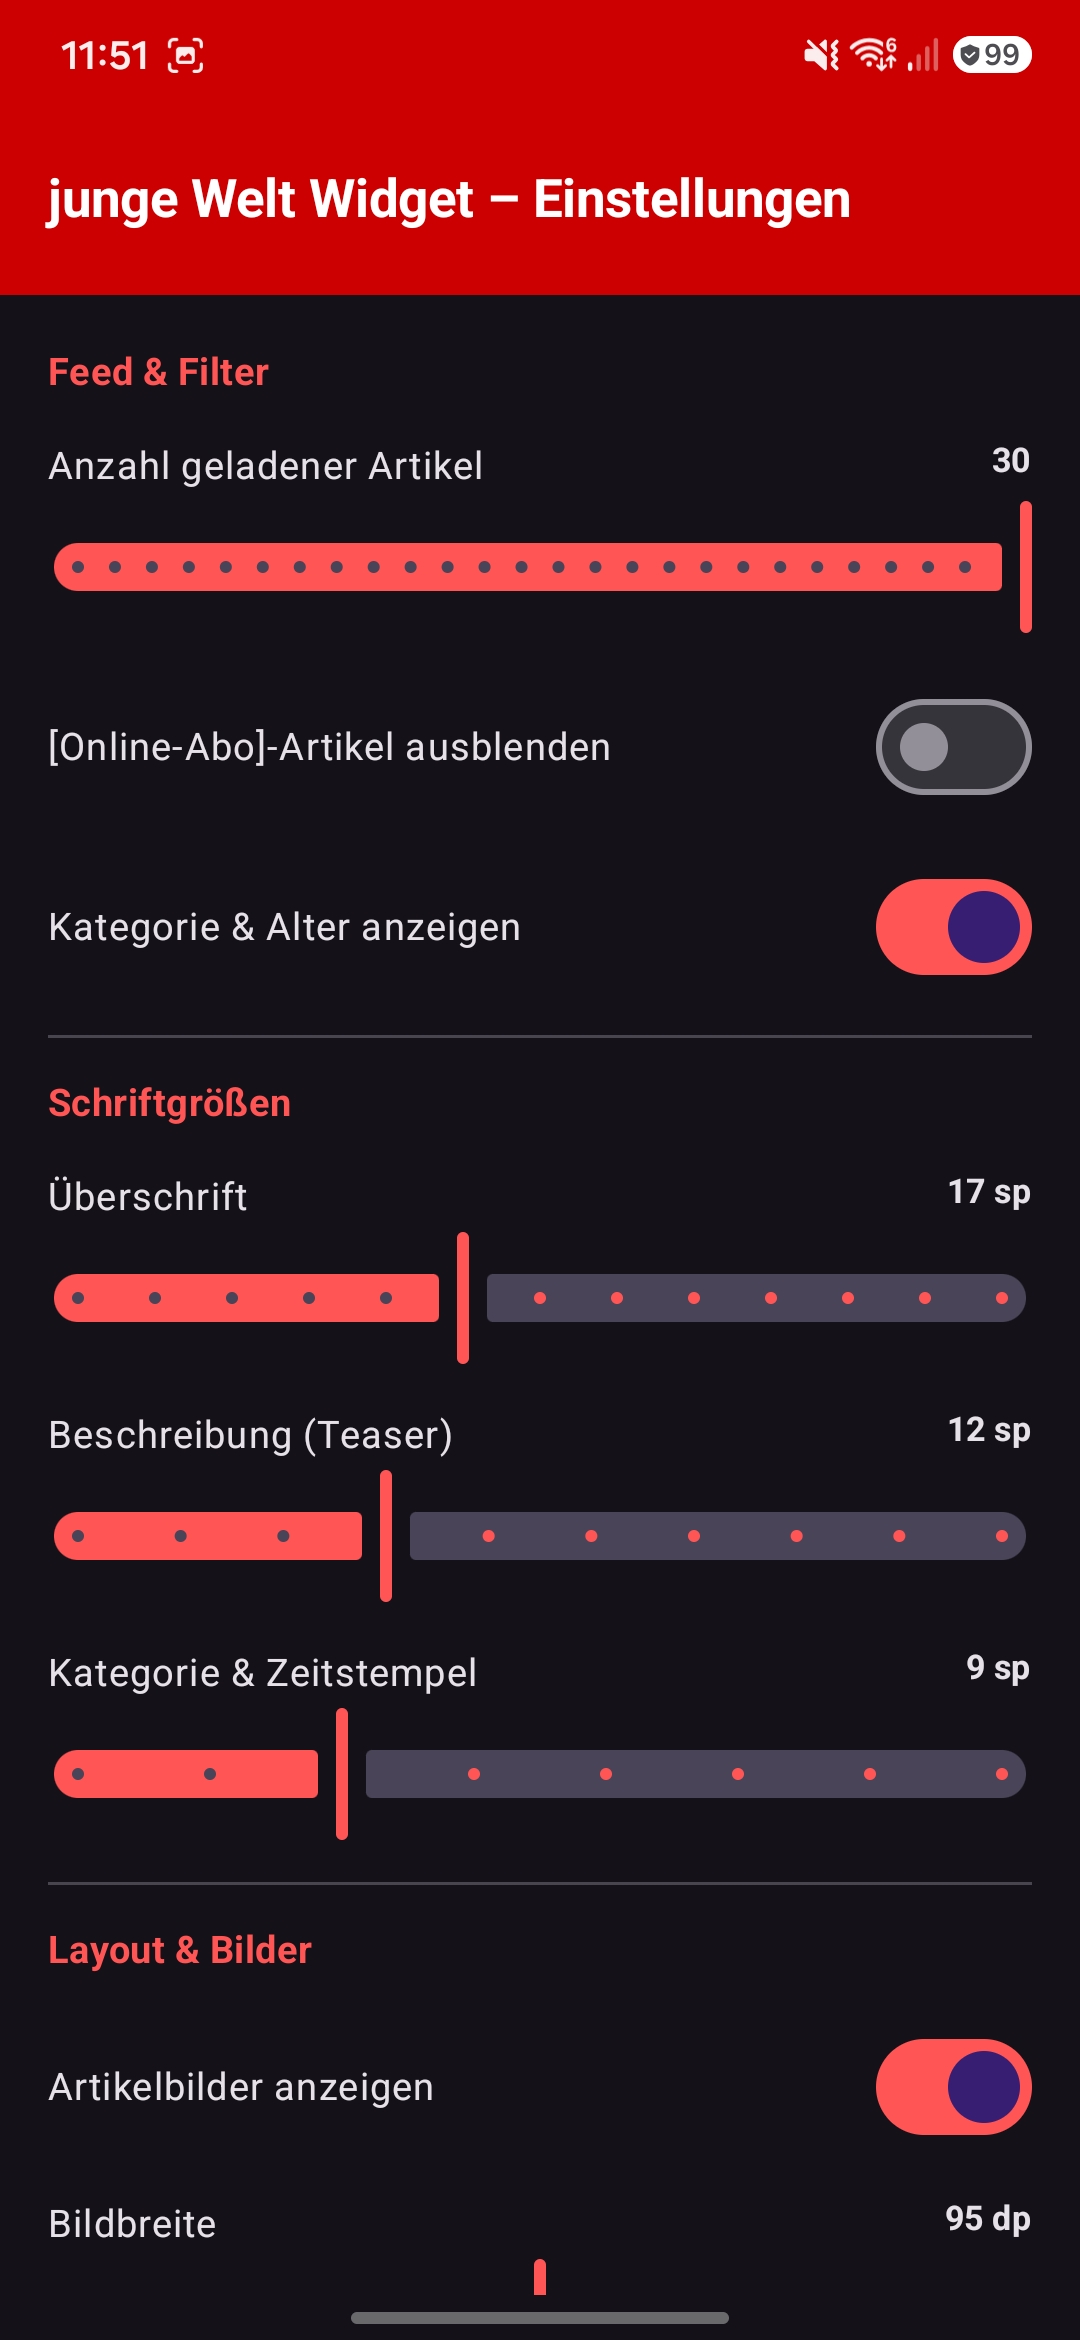 11:51
6
99
junge Welt Widget – Einstellungen
Feed & Filter
Anzahl geladener Artikel 30
[Online-Abo]-Artikel ausblenden
Kategorie & Alter anzeigen
Schriftgrößen
Überschrift 17 sp
Beschreibung (Teaser) 12 sp
Kategorie & Zeitstempel 9 sp
Layout & Bilder
Artikelbilder anzeigen
Bildbreite 95 dp